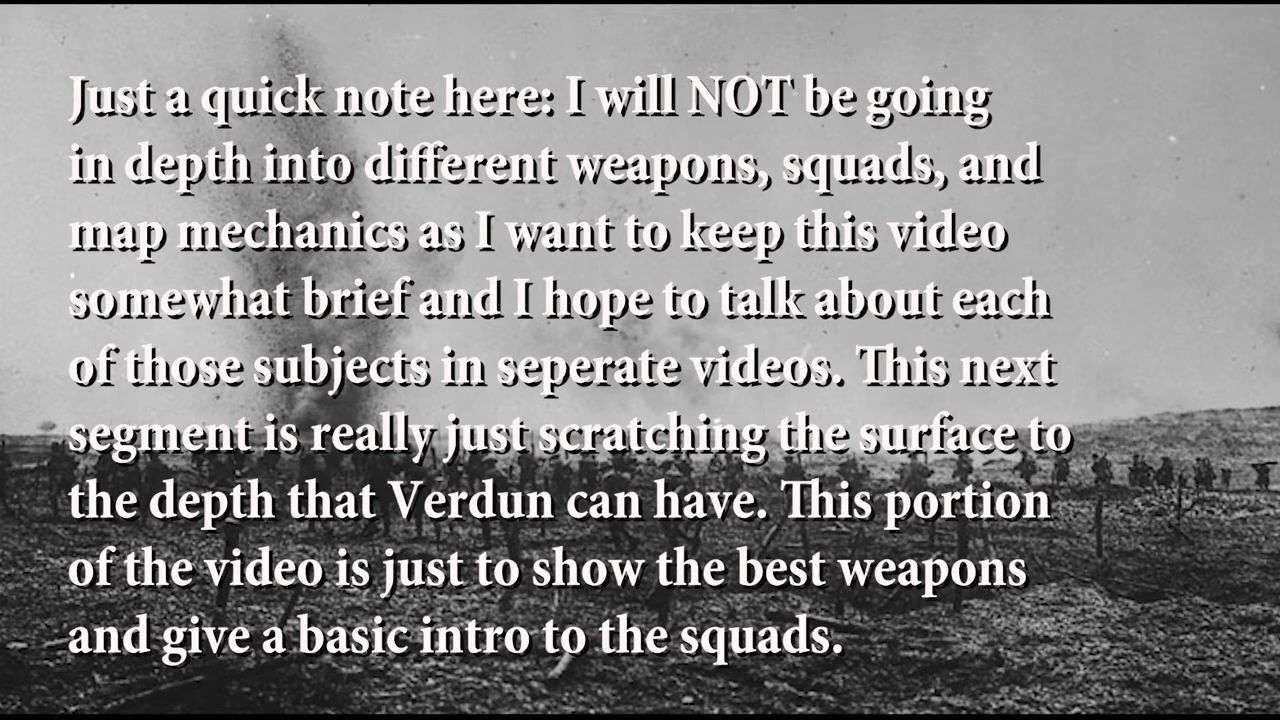 Just a quick note here: I will NOT be going
in depth into different weapons, squads, and
map mechanics as I want to keep this video
somewhat brief and I hope to talk about each
of those subjects in seperate videos. This next
segment is really just scratching the surface to
the depth that Verdun can have. This portion
of the video is just to show the best weapons
and give a basic intro to the squads.